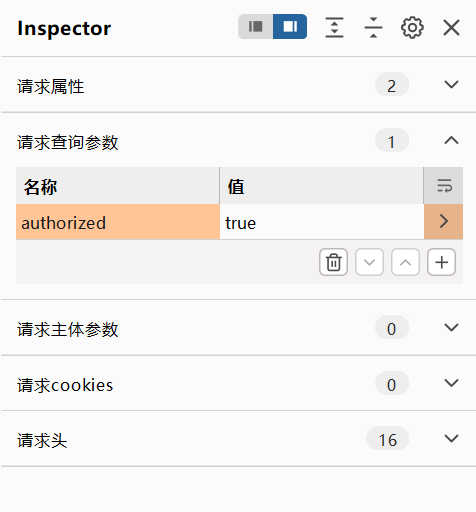 Inspector
请求属性 2
请求查询参数 1
名称 值
authorized true
请求主体参数 0
请求cookies 0
请求头 16